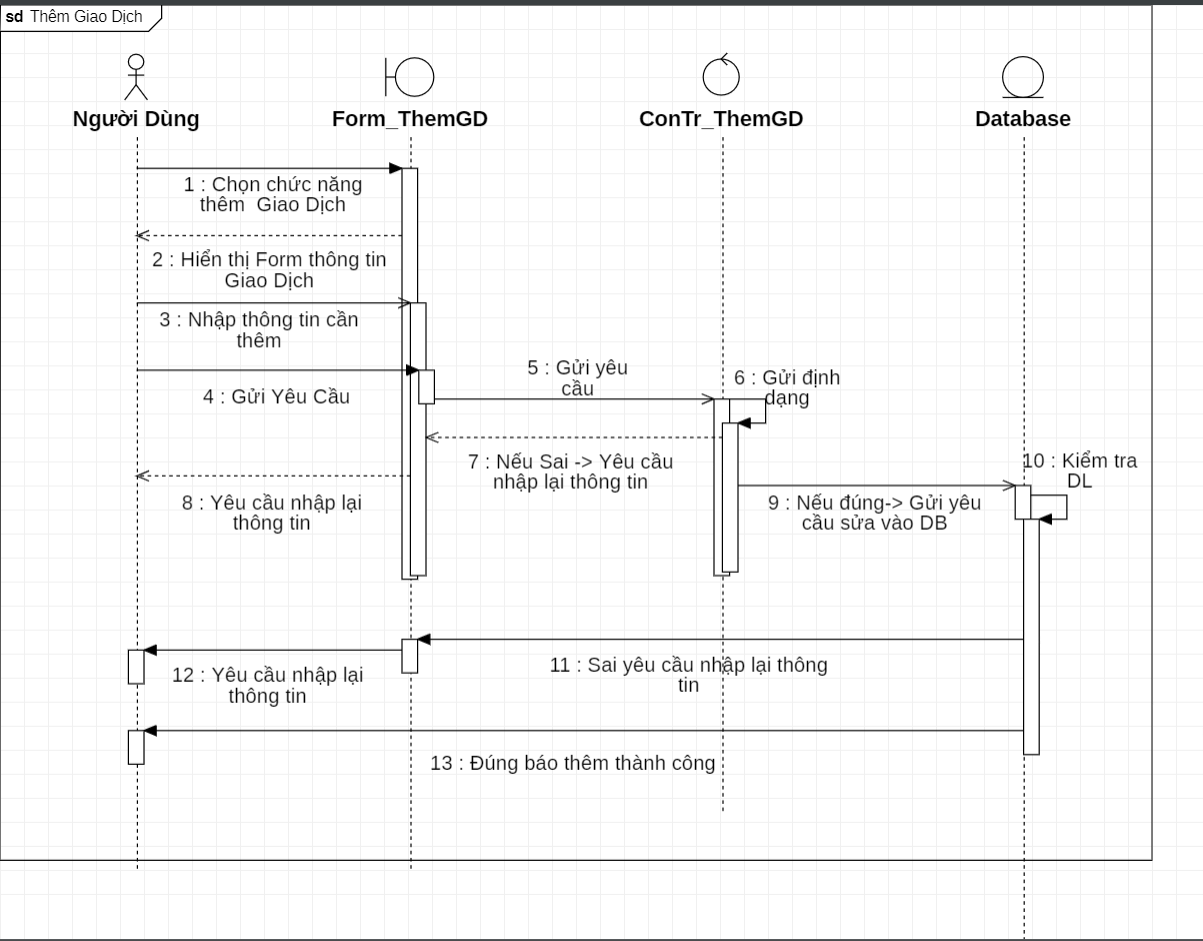 sd Thêm Giao Dịch
Người Dùng
Form_ThemGD
ConTr_ThemGD
Database
1 : Chọn chức năng
thêm  Giao Dịch
2 : Hiển thị Form thông tin
Giao Dịch
3 : Nhập thông tin cần
thêm
4 : Gửi Yêu Cầu
5 : Gửi yêu
cầu
6 : Gửi định
dạng
7 : Nếu Sai -> Yêu cầu
nhập lại thông tin
8 : Yêu cầu nhập lại
thông tin
9 : Nếu đúng-> Gửi yêu
cầu sửa vào DB
10 : Kiểm tra
DL
11 : Sai yêu cầu nhập lại thông
tin
12 : Yêu cầu nhập lại
thông tin
13 : Đúng báo thêm thành công